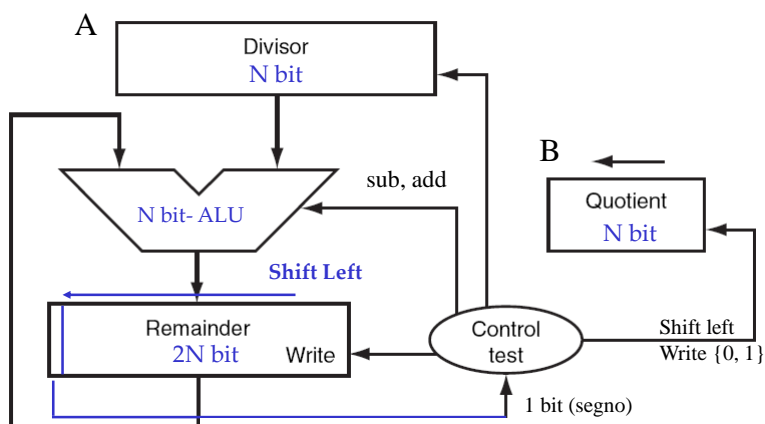 A
Divisor
N bit
B
sub, add
Quotient
N bit
N bit- ALU
Shift Left
Remainder
2N bit
Write
Control
test
Shift left
Write {0, 1}
1 bit (segno)